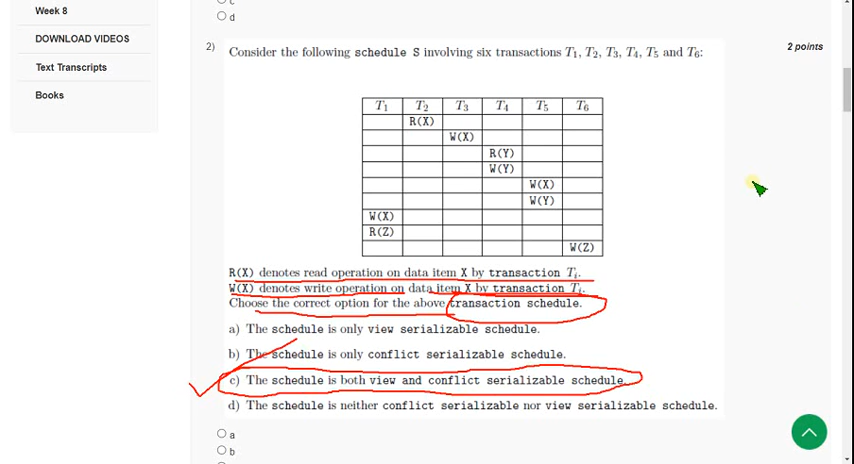 c
Week 8
d
DOWNLOAD VIDEOS
Text Transcripts
Books
2) Consider the following schedule S involving six transactions T1, T2, T3, T4, T5 and T6:
2 points
T1 T2 T3 T4 T5 T6
R(X)
W(X)
R(Y)
W(Y)
W(X)
W(Y)
W(X)
R(Z)
W(Z)
R(X) denotes read operation on data item X by transaction Ti.
W(X) denotes write operation on data item X by transaction Ti.
Choose the correct option for the above transaction schedule.
a) The schedule is only view serializable schedule.
b) The schedule is only conflict serializable schedule.
c) The schedule is both view and conflict serializable schedule.
d) The schedule is neither conflict serializable nor view serializable schedule.
a
b